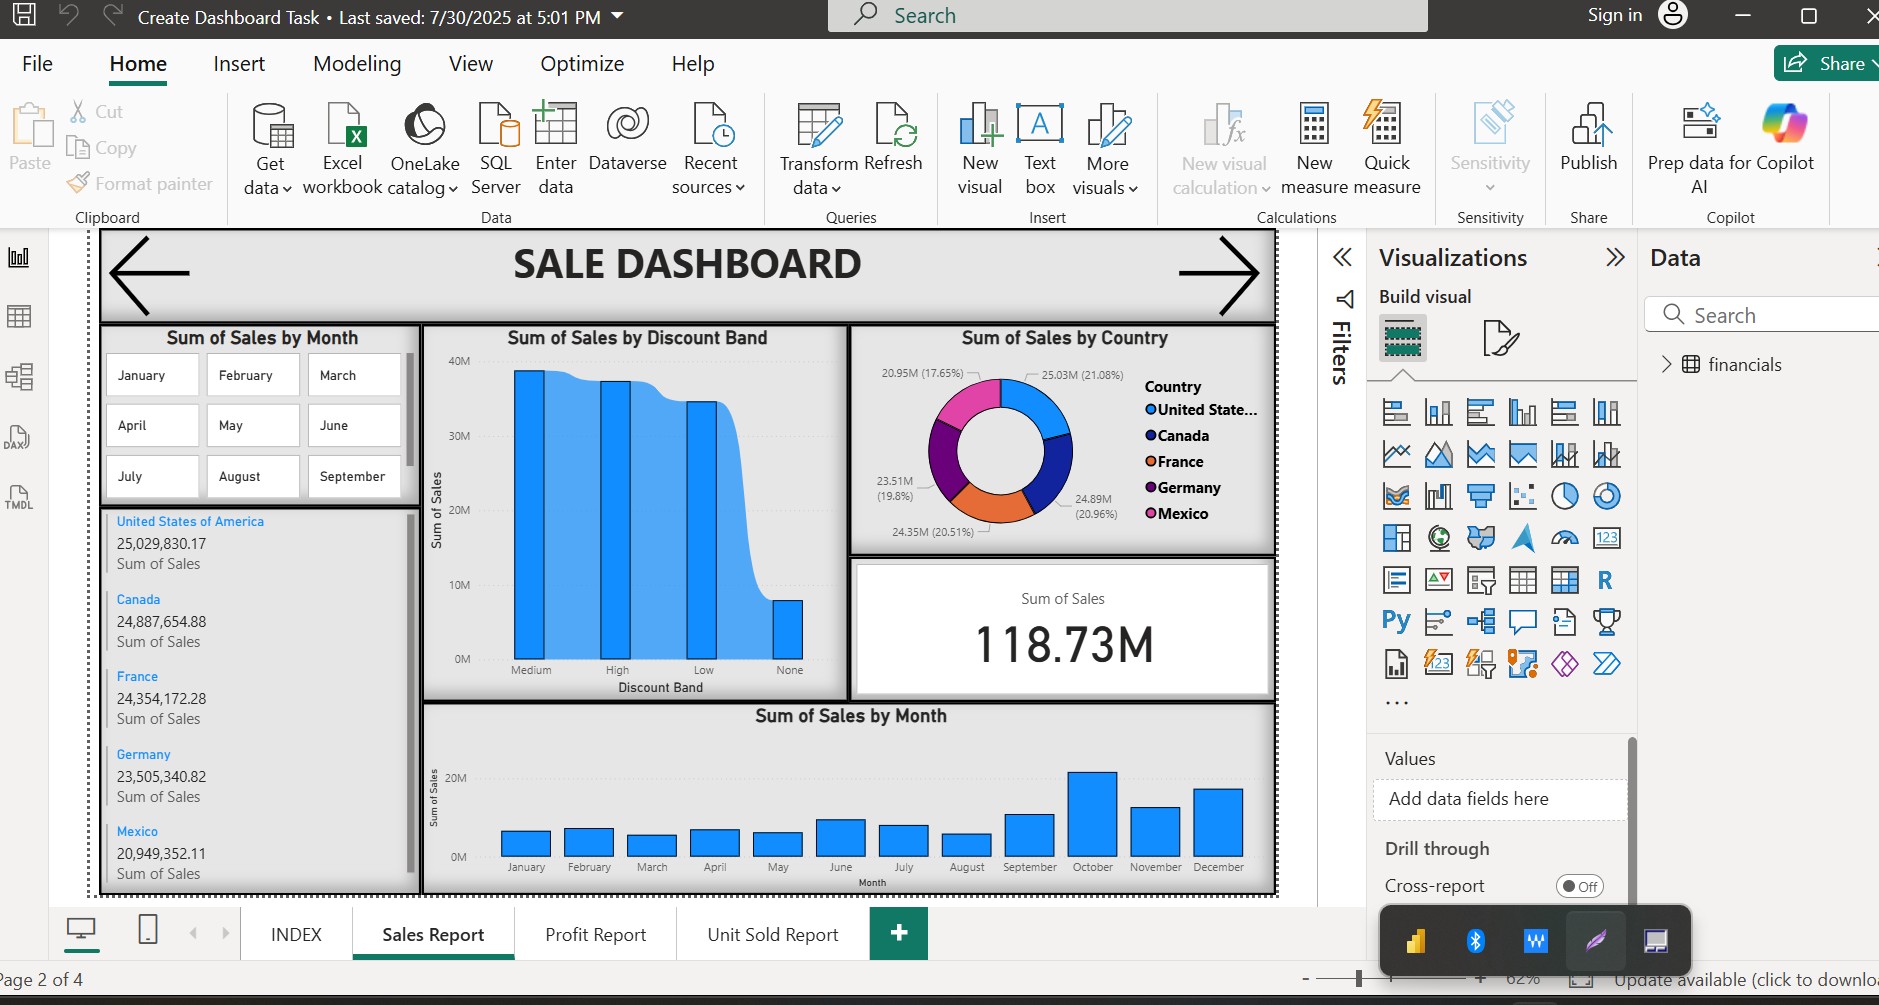 Create Dashboard Task • Last saved: 7/30/2025 at 5:01 PM
Search
Sign in
File
Home
Insert
Modeling
View
Optimize
Help
Share
Paste
Cut
Copy
Format painter
Clipboard
Get data
Excel workbook
OneLake catalog
SQL Server
Enter data
Dataverse
Recent sources
Data
Transform data
Refresh
Queries
New visual
Text box
More visuals
Insert
New visual calculation
New measure
Quick measure
Calculations
Sensitivity
Sensitivity
Publish
Share
Prep data for AI
Copilot
Copilot
DAX
TMDL
SALE DASHBOARD
Sum of Sales by Month
January
February
March
April
May
June
July
August
September
United States of America
25,029,830.17
Sum of Sales
Canada
24,887,654.88
Sum of Sales
France
24,354,172.28
Sum of Sales
Germany
23,505,340.82
Sum of Sales
Mexico
20,949,352.11
Sum of Sales
Sum of Sales by Discount Band
Sum of Sales
40M
30M
20M
10M
0M
Medium
High
Low
None
Discount Band
Sum of Sales by Country
20.95M (17.65%)
25.03M (21.08%)
23.51M
(19.8%)
24.89M
(20.96%)
24.35M (20.51%)
Country
United State...
Canada
France
Germany
Mexico
Sum of Sales
118.73M
Sum of Sales by Month
Sum of Sales
20M
0M
January
February
March
April
May
June
July
August
September
October
November
December
Month
Filters
Visualizations
Build visual
123
R
Py
123
...
Values
Add data fields here
Drill through
Cross-report
Off
Data
Search
financials
INDEX
Sales Report
Profit Report
Unit Sold Report
+
Page 2 of 4
-
+
62%
Update available (click to downlo